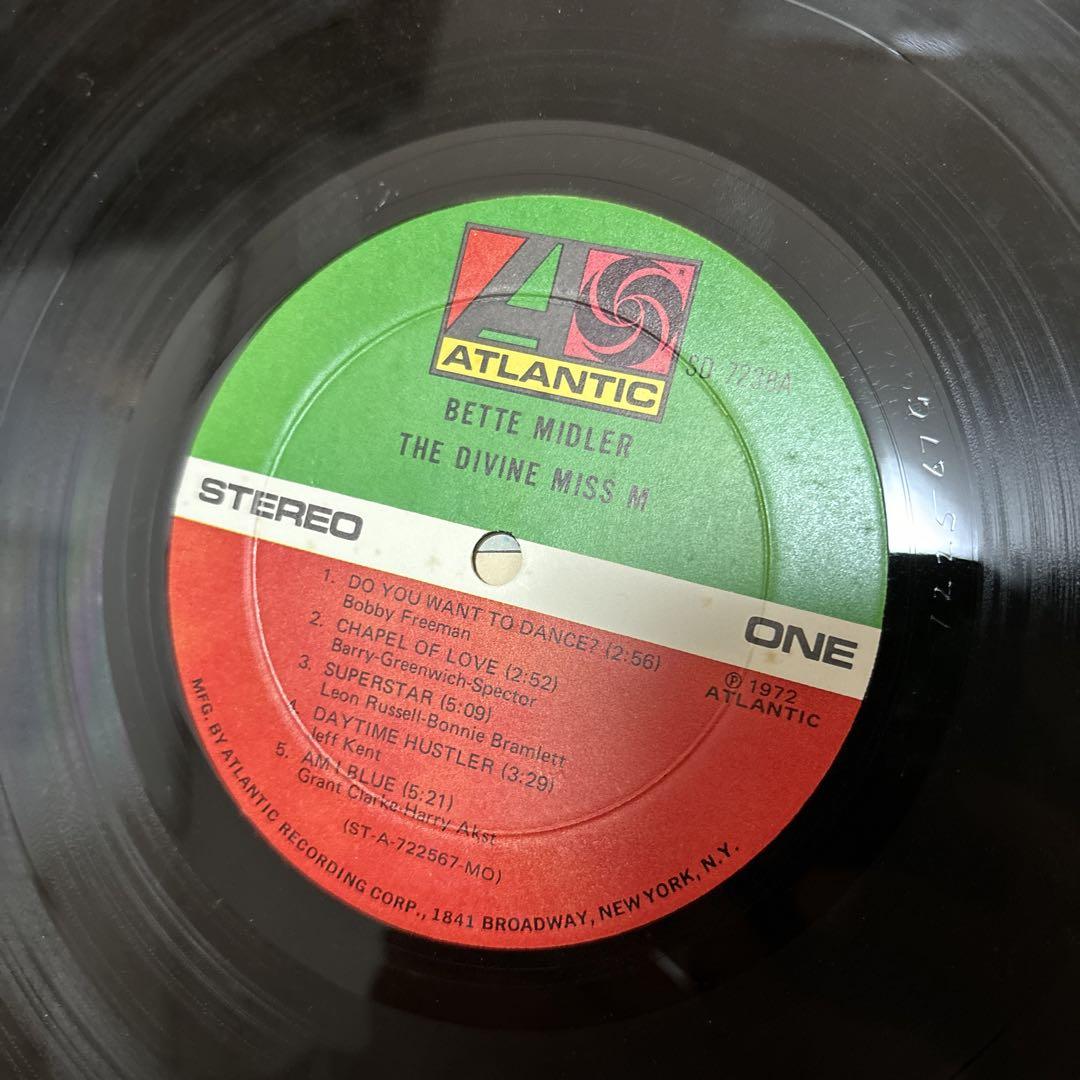 ATLANTIC
SD 7238A
BETTE MIDLER
THE DIVINE MISS M
STEREO
ONE
℗ 1972
ATLANTIC
1. DO YOU WANT TO DANCE? (2:56)
Bobby Freeman
2. CHAPEL OF LOVE (2:52)
Barry-Greenwich-Spector
3. SUPERSTAR (5:09)
Leon Russell-Bonnie Bramlett
4. DAYTIME HUSTLER (3:29)
Jeff Kent
5. AM I BLUE (5:21)
Grant Clarke-Harry Akst
(ST-A-722567-MO)
MFG. BY ATLANTIC RECORDING CORP., 1841 BROADWAY, NEW YORK, N.Y.